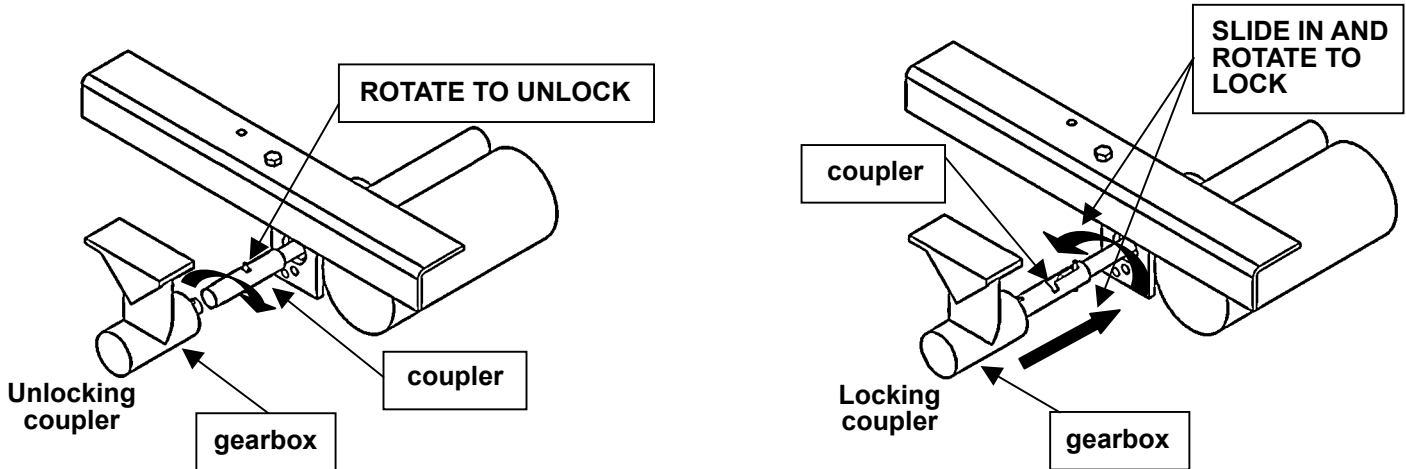 ROTATE TO UNLOCK
coupler
Unlocking
coupler
gearbox
SLIDE IN AND
ROTATE TO
LOCK
coupler
Locking
coupler
gearbox